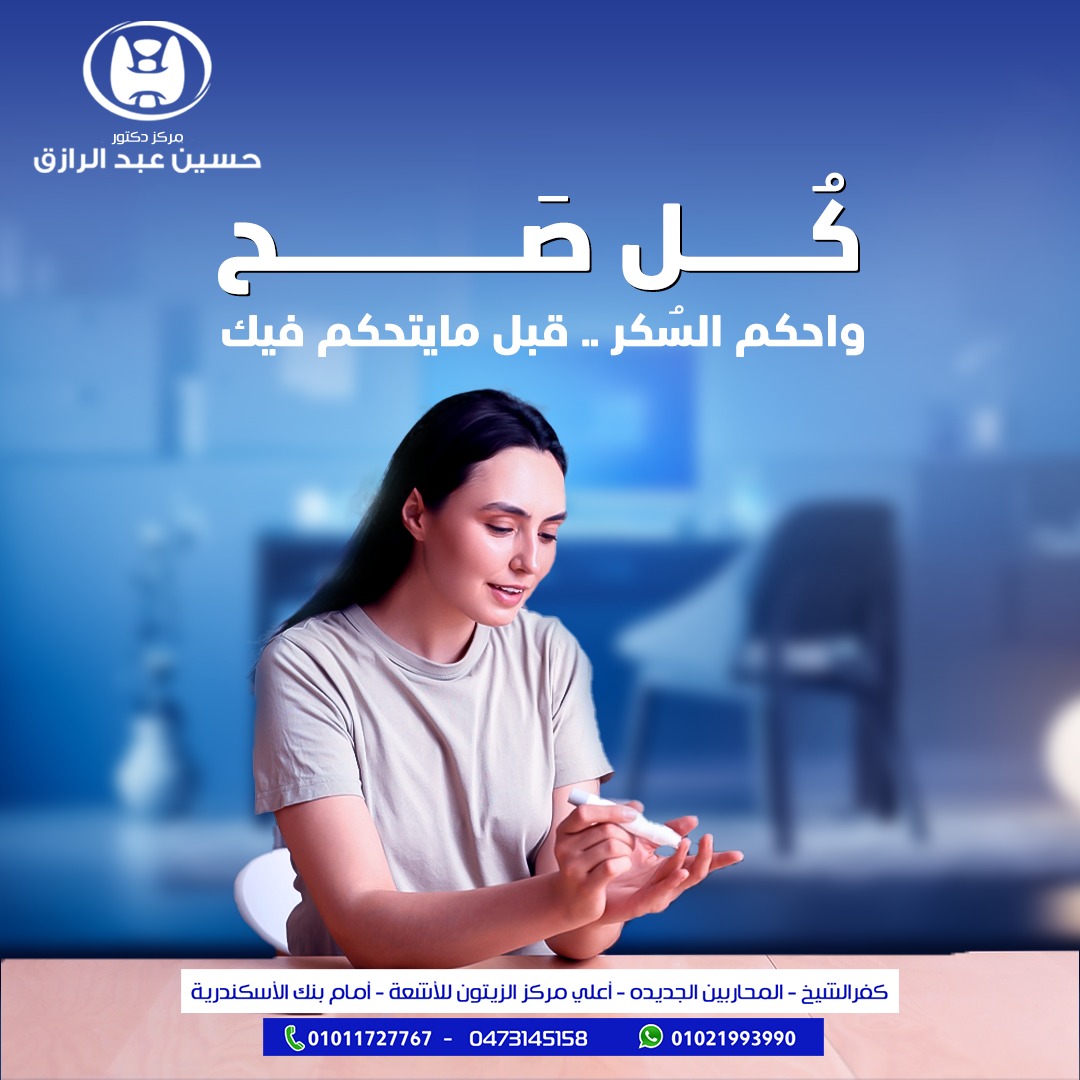 مركز دكتور
حسين عبد الرازق
كُل صَح
واحكم السُكر .. قبل مايتحكم فيك
كفرالشيخ - المحاربين الجديده - أعلي مركز الزيتون للأشعة - أمام بنك الأسكندرية
01011727767 - 0473145158 01021993990